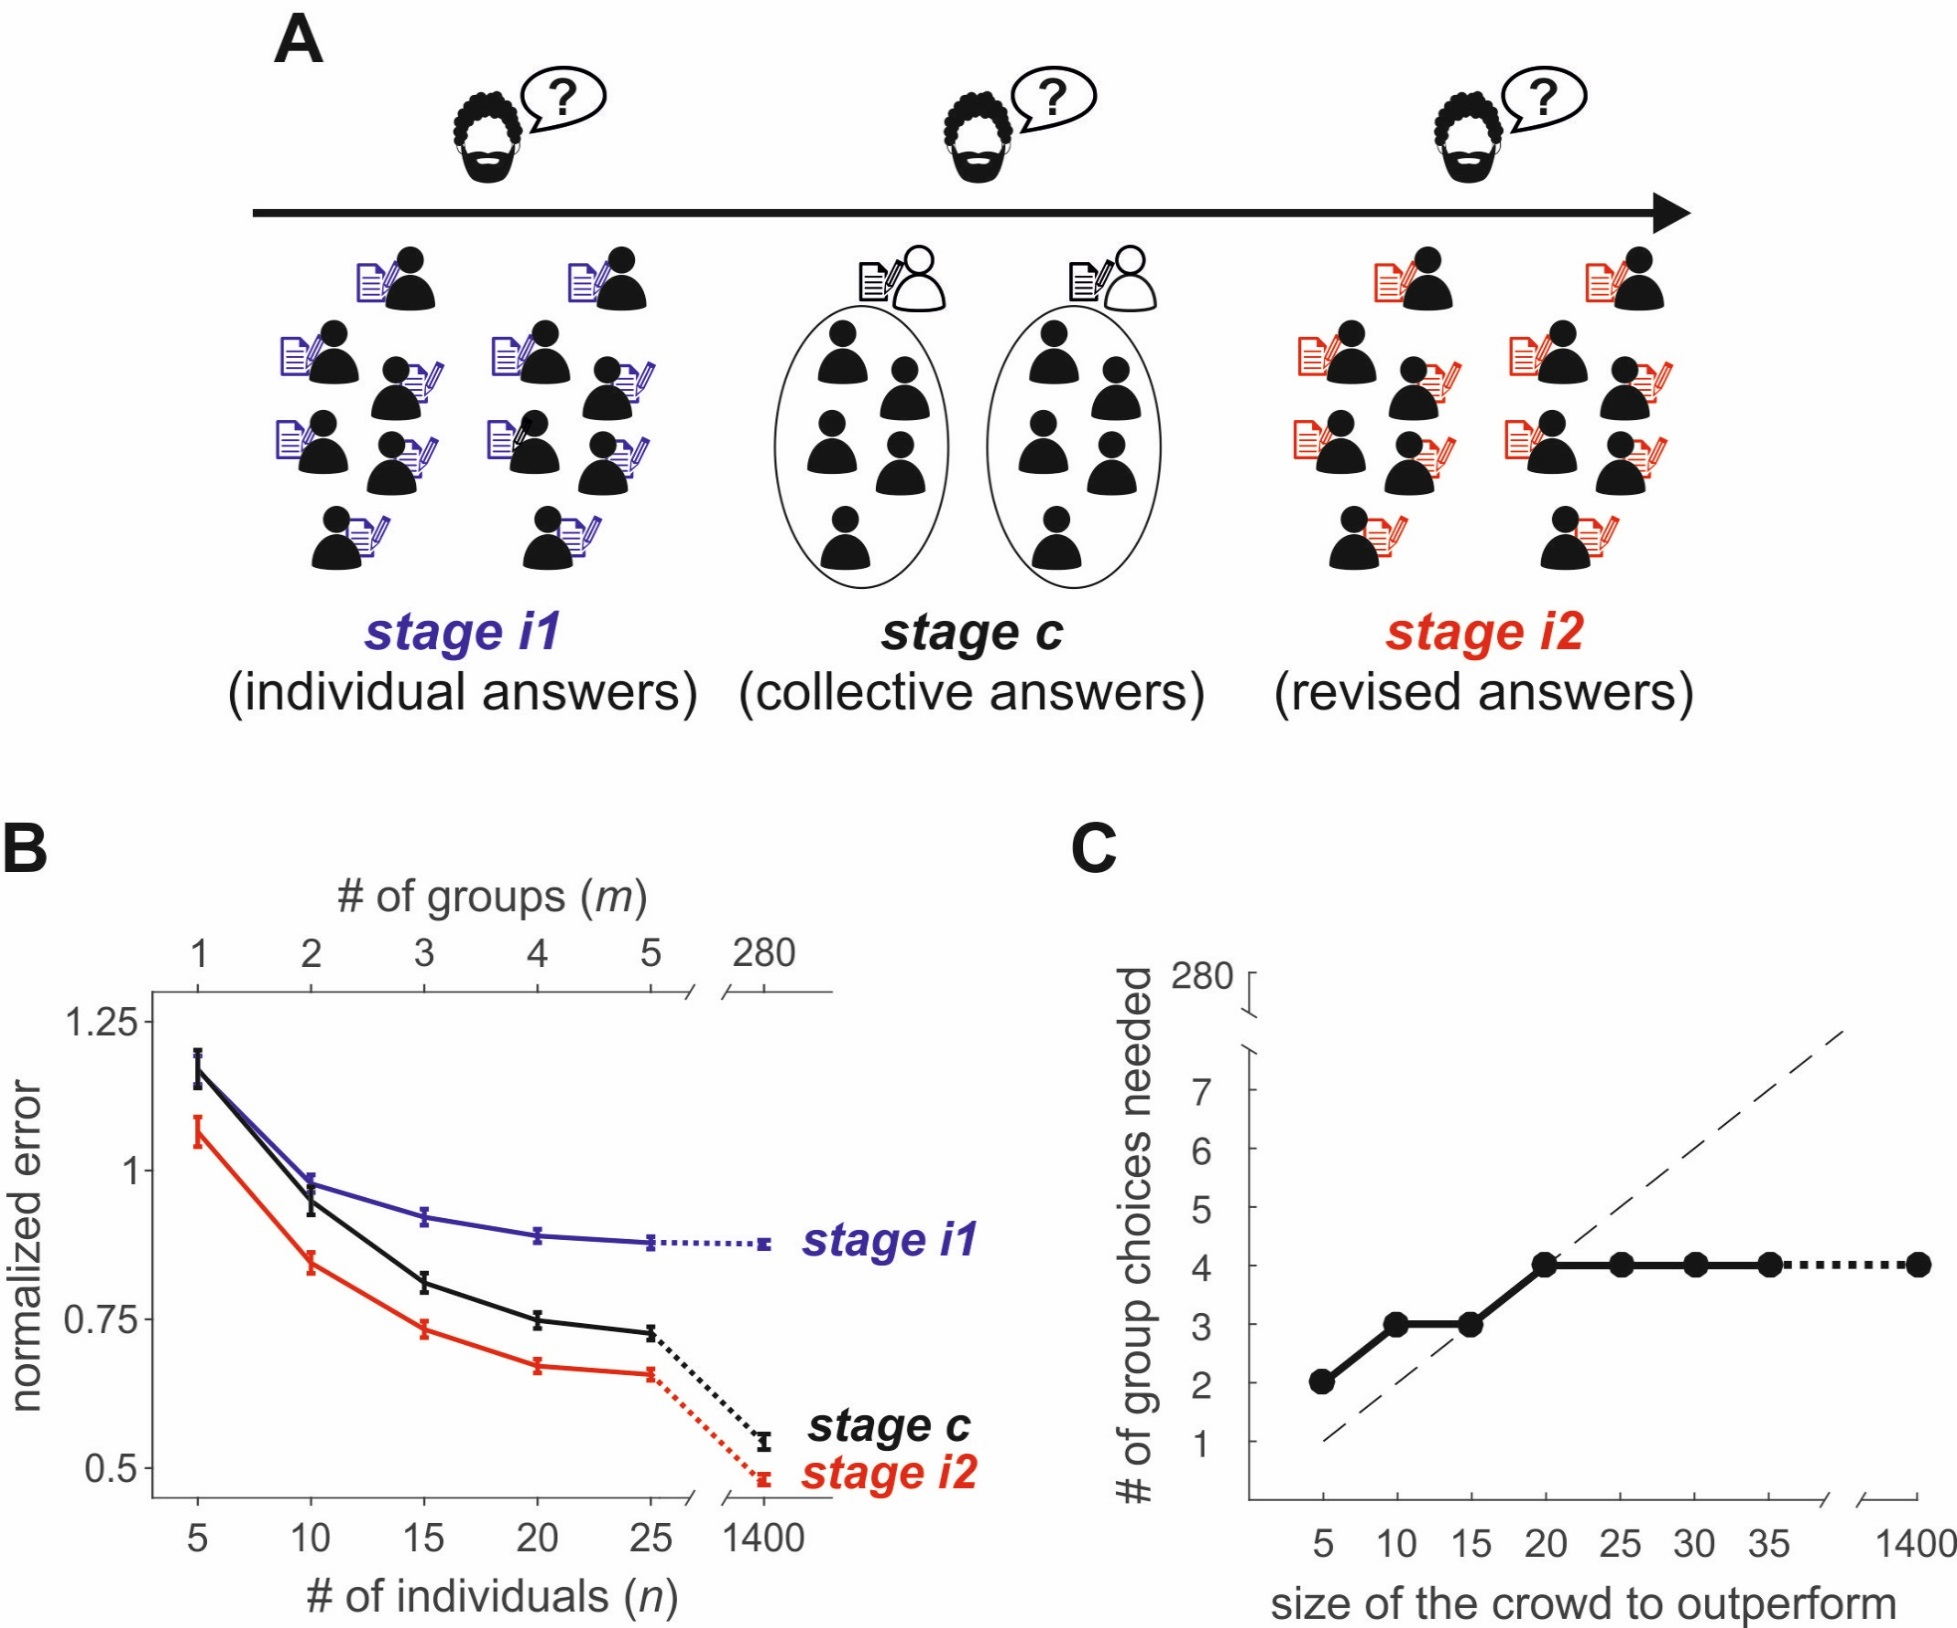 A
? ? ?
stage i1 stage c stage i2
(individual answers) (collective answers) (revised answers)
B
# of groups (m)
1 2 3 4 5 280
normalized error
1.25
1
0.75
0.5
stage i1
stage c
stage i2
5 10 15 20 25 1400
# of individuals (n)
C
# of group choices needed
280
7
6
5
4
3
2
1
5 10 15 20 25 30 35 1400
size of the crowd to outperform